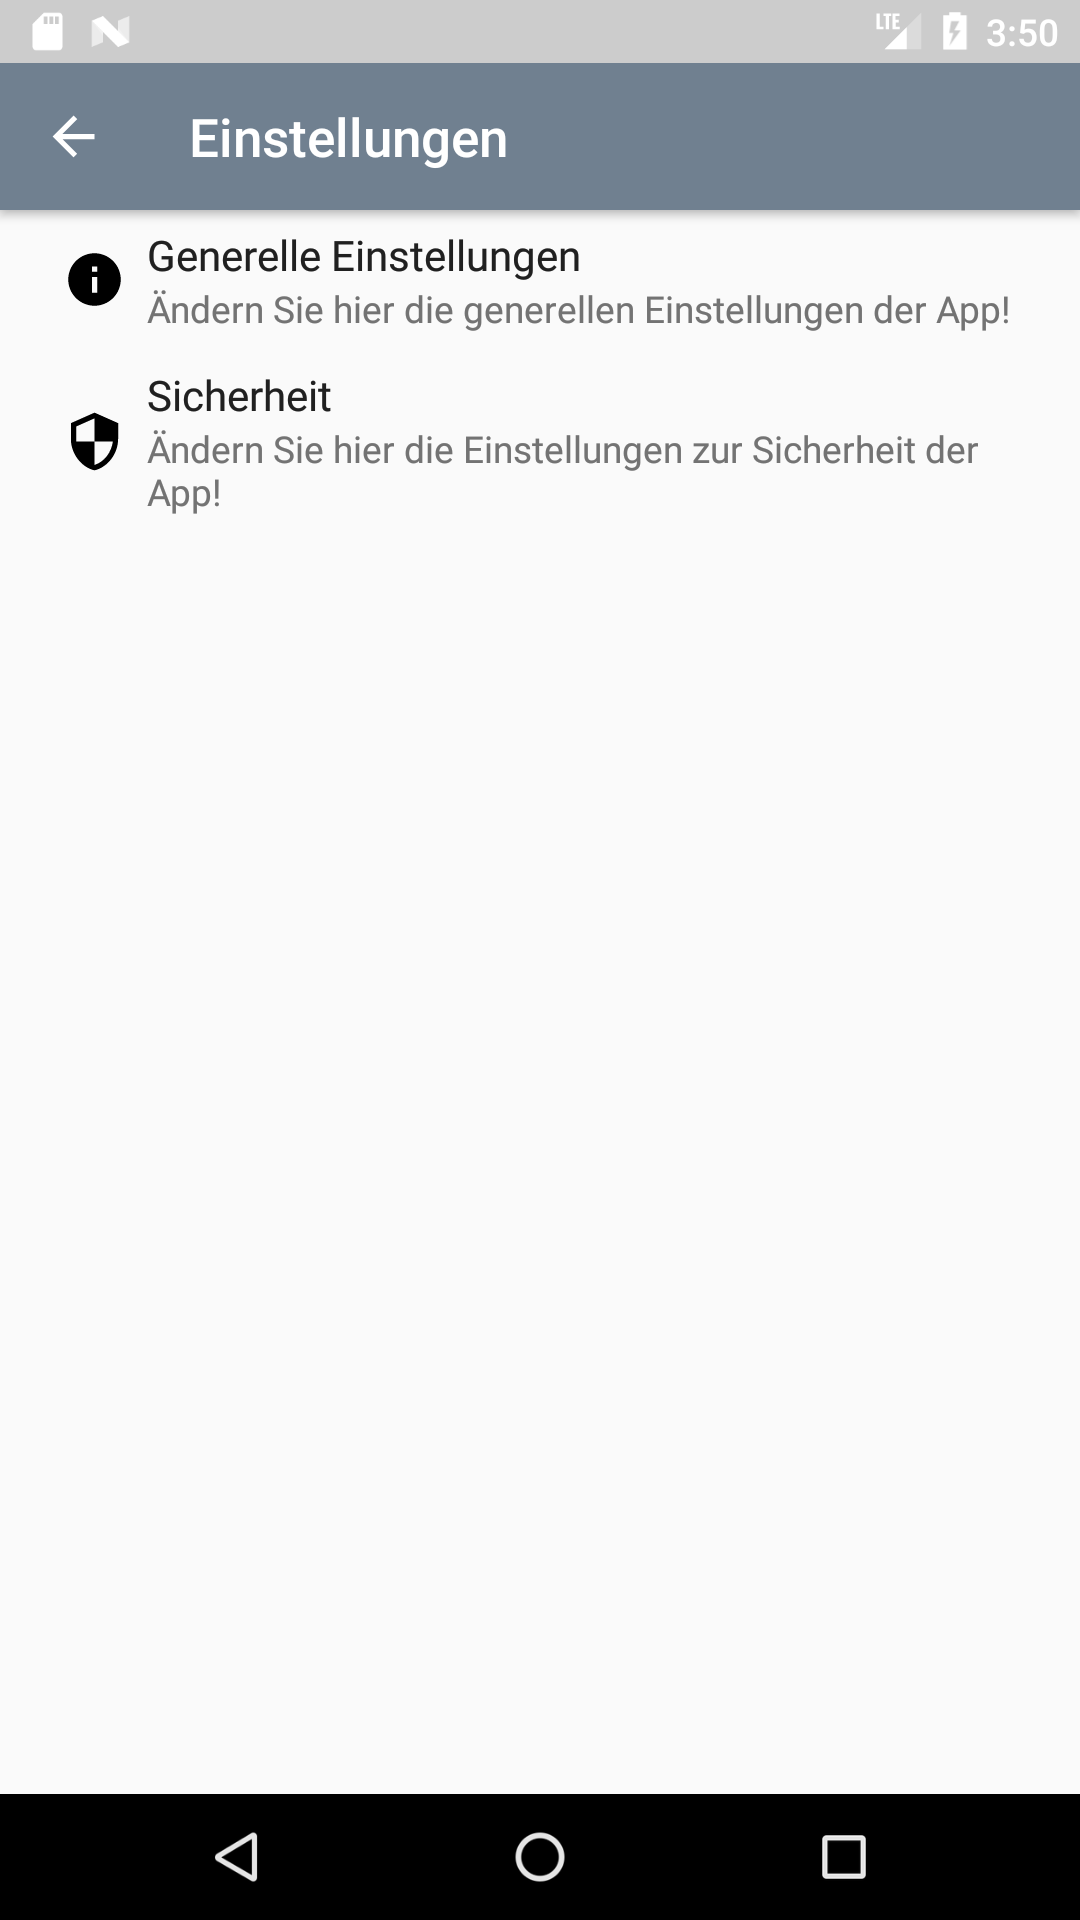 LTE 3:50
Einstellungen
Generelle Einstellungen
Ändern Sie hier die generellen Einstellungen der App!
Sicherheit
Ändern Sie hier die Einstellungen zur Sicherheit der
App!